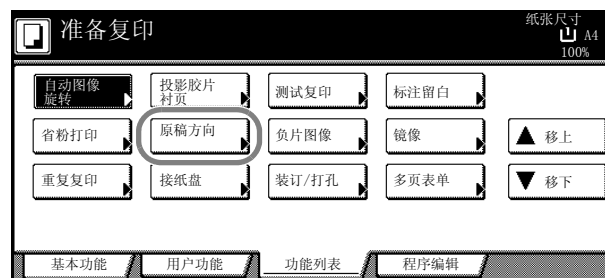 准备复印
纸张尺寸
A4
100%
自动图像
旋转
投影胶片
衬页
测试复印
标注留白
省粉打印
原稿方向
负片图像
镜像
移上
重复复印
接纸盘
装订/打孔
多页表单
移下
基本功能
用户功能
功能列表
程序编辑